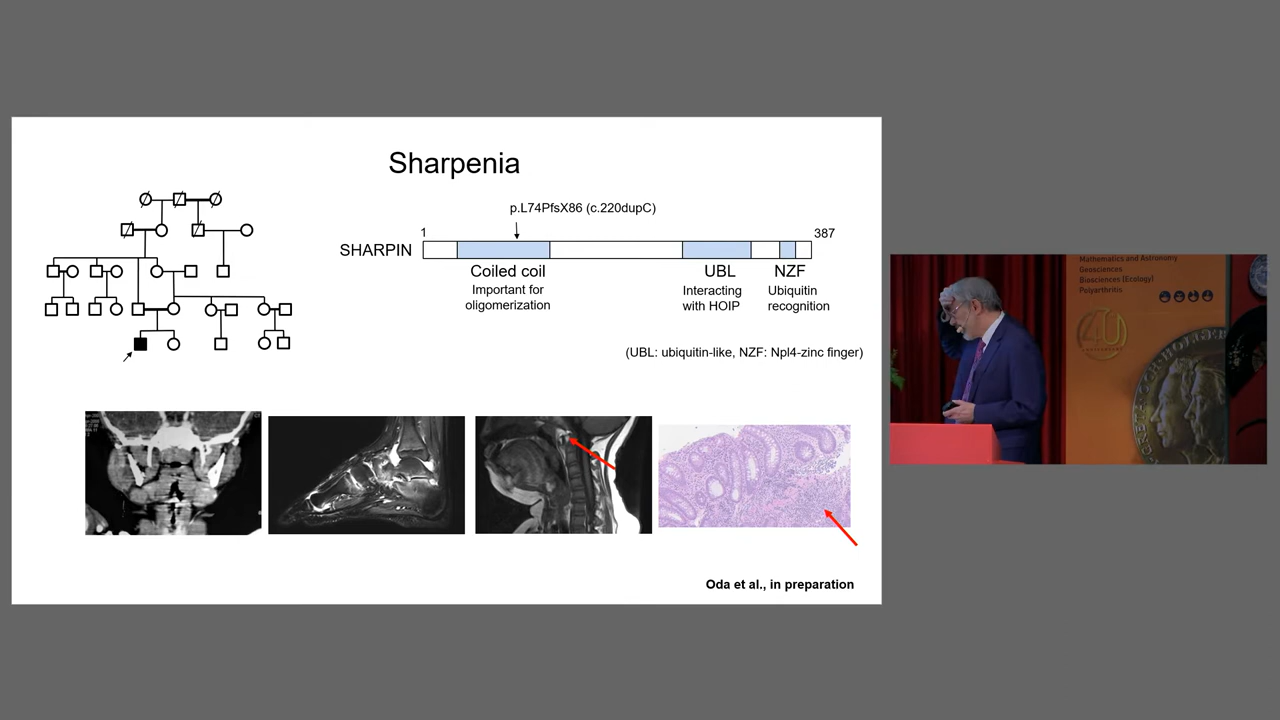 Sharpenia
p.L74PfsX86 (c.220dupC)
1
387
SHARPIN
Coiled coil
Important for
oligomerization
UBL
Interacting
with HOIP
NZF
Ubiquitin
recognition
(UBL: ubiquitin-like, NZF: Npl4-zinc finger)
Oda et al., in preparation
Mathematics and Astronomy
Geosciences
Biosciences (Ecology)
Polyarthritis